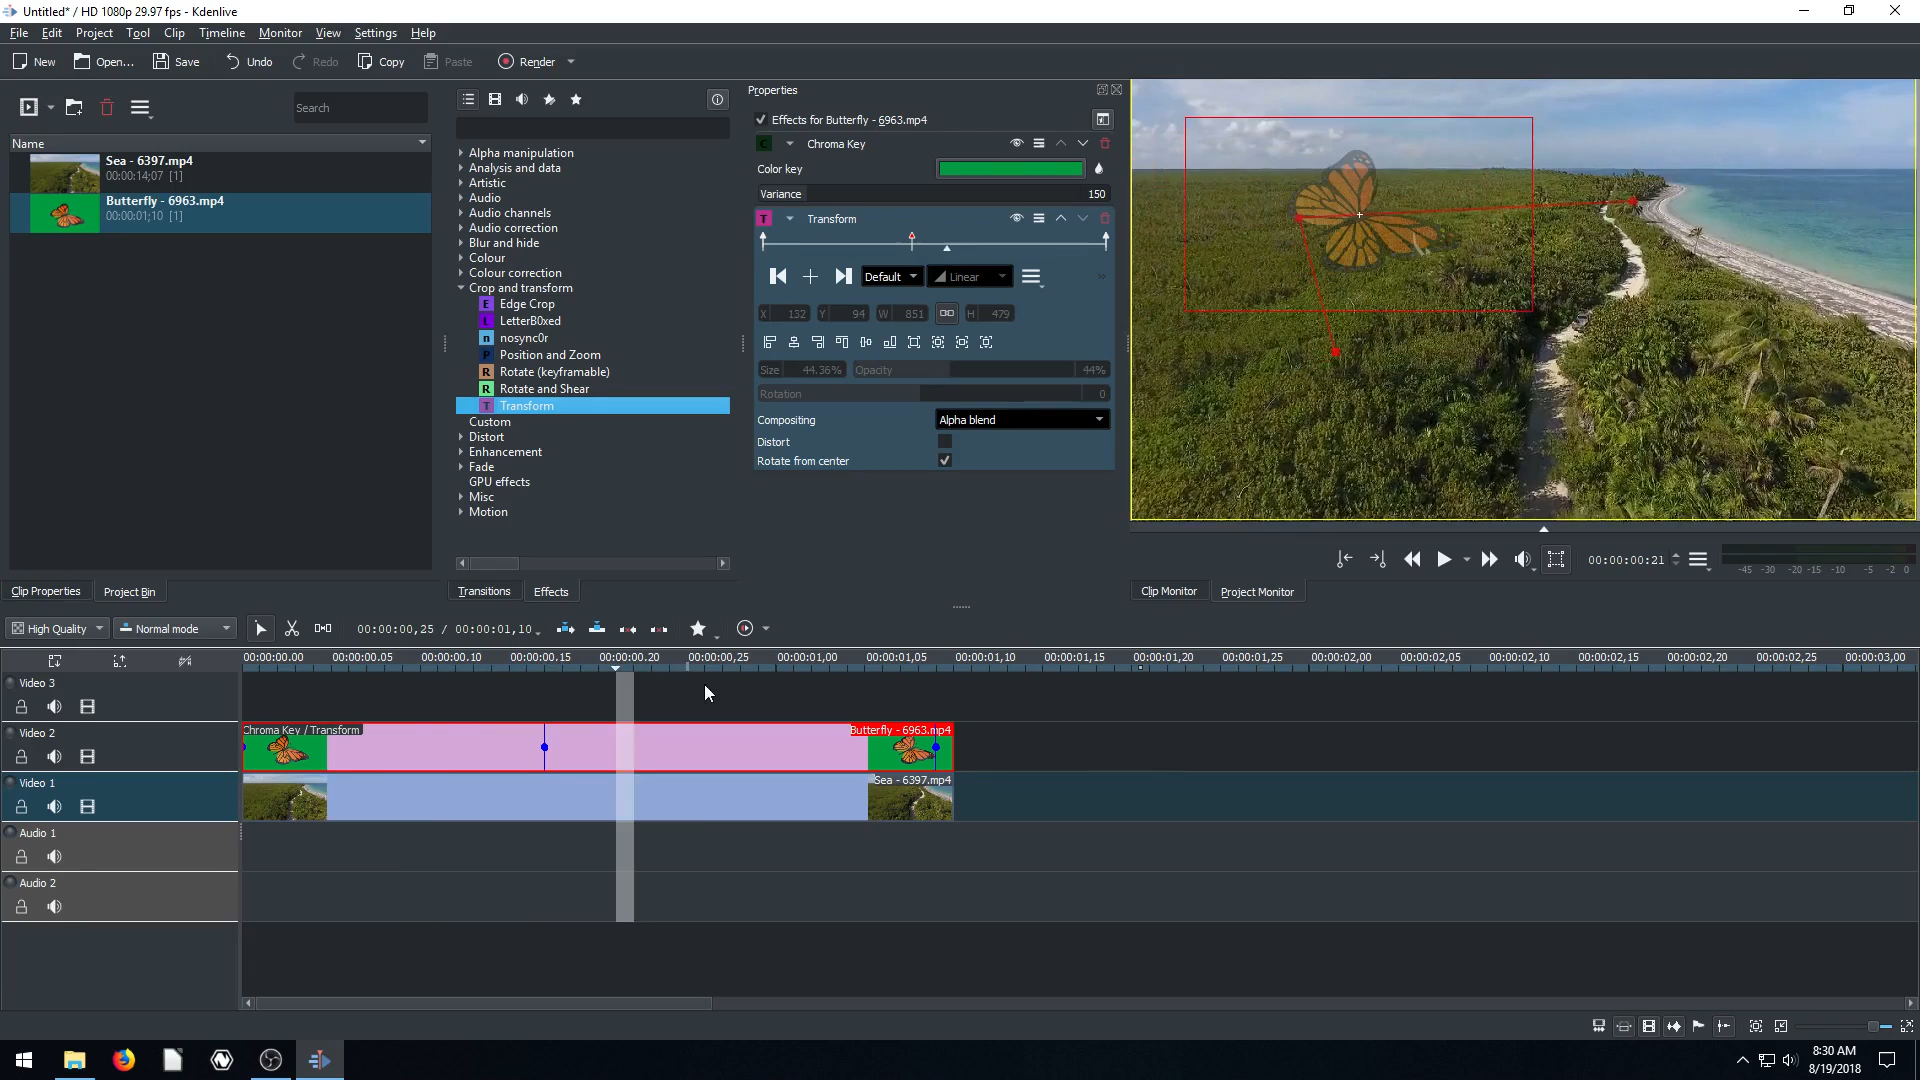 Untitled* / HD 1080p 29.97 fps - Kdenlive
File Edit Project Tool Clip Timeline Monitor View Settings Help
New Open... Save Undo Redo Copy Paste Render
Search
Name
Sea - 6397.mp4
00:00:14;07 [1]
Butterfly - 6963.mp4
00:00:01;10 [1]
Clip Properties Project Bin
Alpha manipulation
Analysis and data
Artistic
Audio
Audio channels
Audio correction
Blur and hide
Colour
Colour correction
Crop and transform
E Edge Crop
L LetterB0xed
n nosync0r
P Position and Zoom
R Rotate (keyframable)
R Rotate and Shear
T Transform
Custom
Distort
Enhancement
Fade
GPU effects
Misc
Motion
Transitions Effects
Properties
Effects for Butterfly - 6963.mp4
C Chroma Key
Color key
Variance 150
T Transform
Default Linear
X 132 Y 94 W 851 H 479
Size 44.36% Opacity 44%
Rotation 0
Compositing Alpha blend
Distort
Rotate from center
00:00:00:21
-45 -30 -20 -15 -10 -5 -2 0
Clip Monitor Project Monitor
High Quality Normal mode 00:00:00,25 / 00:00:01,10
00:00:00.00 00:00:00.05 00:00:00,10 00:00:00,15 00:00:00.20 00:00:00,25 00:00:01,00 00:00:01,05 00:00:01,10 00:00:01,15 00:00:01,20 00:00:01,25 00:00:02,00 00:00:02,05 00:00:02,10 00:00:02,15 00:00:02,20 00:00:02,25 00:00:03,00
Video 3
Video 2
Chroma Key / Transform Butterfly - 6963.mp4
Video 1
Sea - 6397.mp4
Audio 1
Audio 2
8:30 AM
8/19/2018